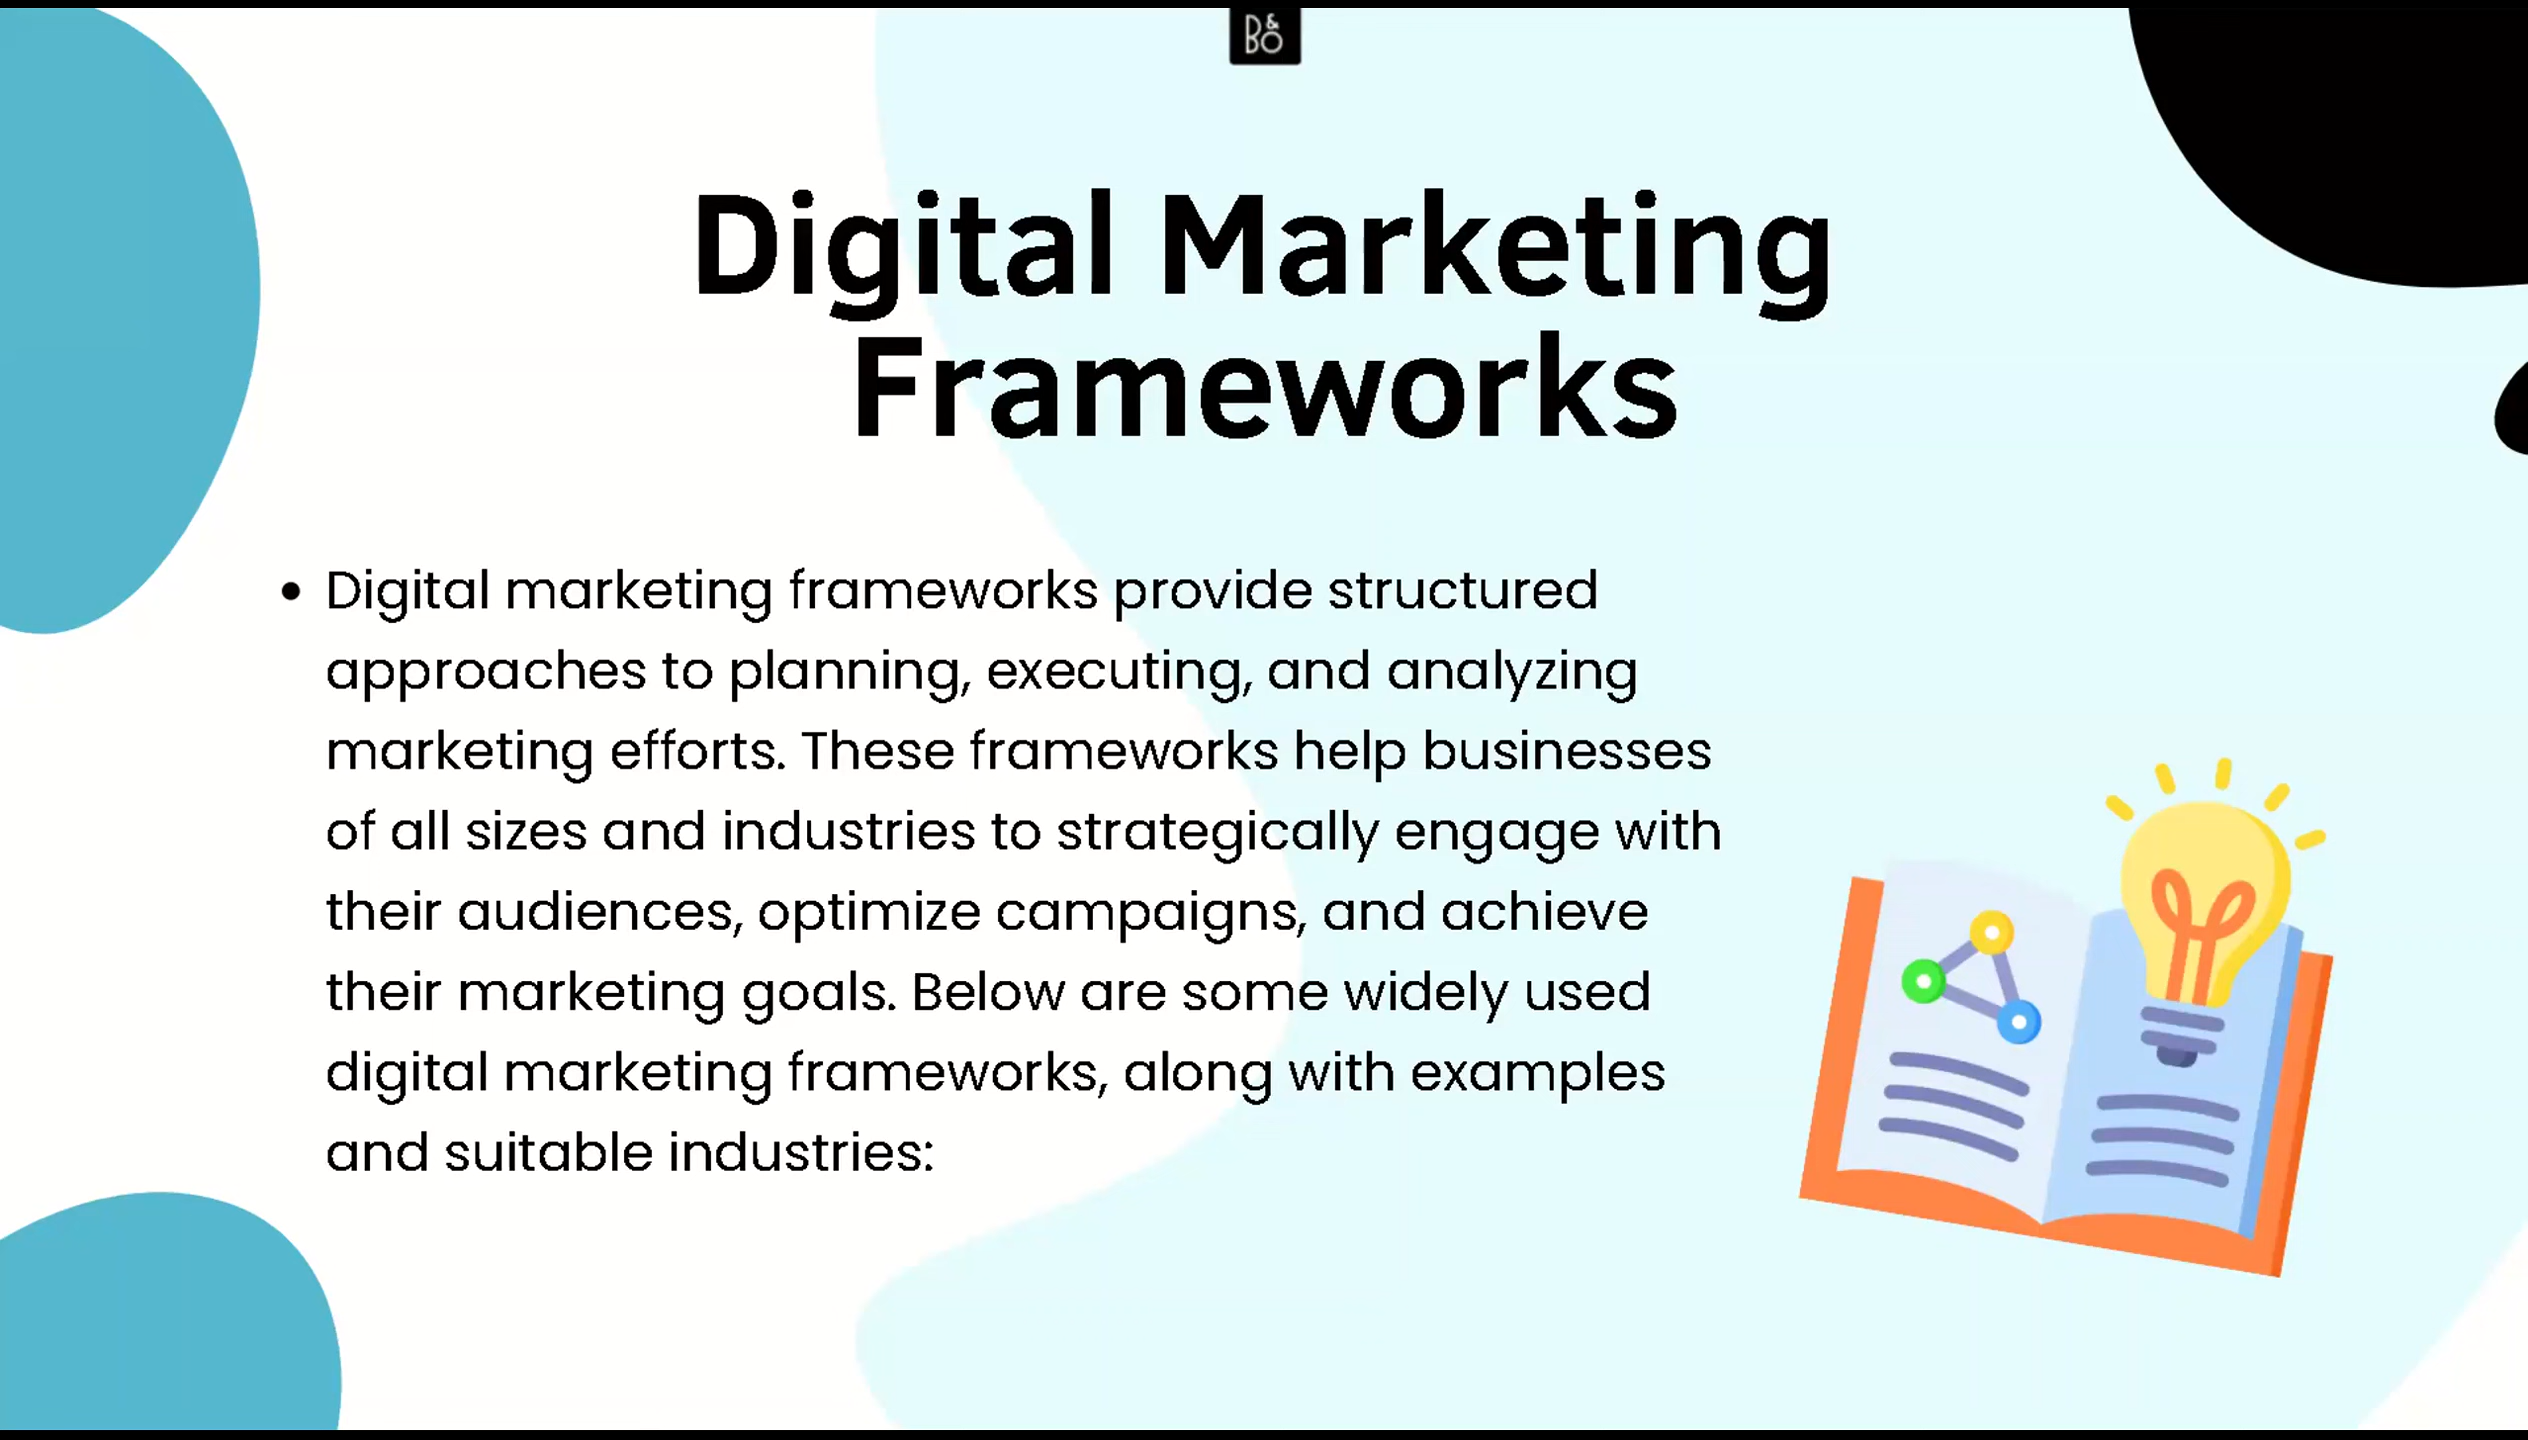 B&O
Digital Marketing
Frameworks
• Digital marketing frameworks provide structured
approaches to planning, executing, and analyzing
marketing efforts. These frameworks help businesses
of all sizes and industries to strategically engage with
their audiences, optimize campaigns, and achieve
their marketing goals. Below are some widely used
digital marketing frameworks, along with examples
and suitable industries: